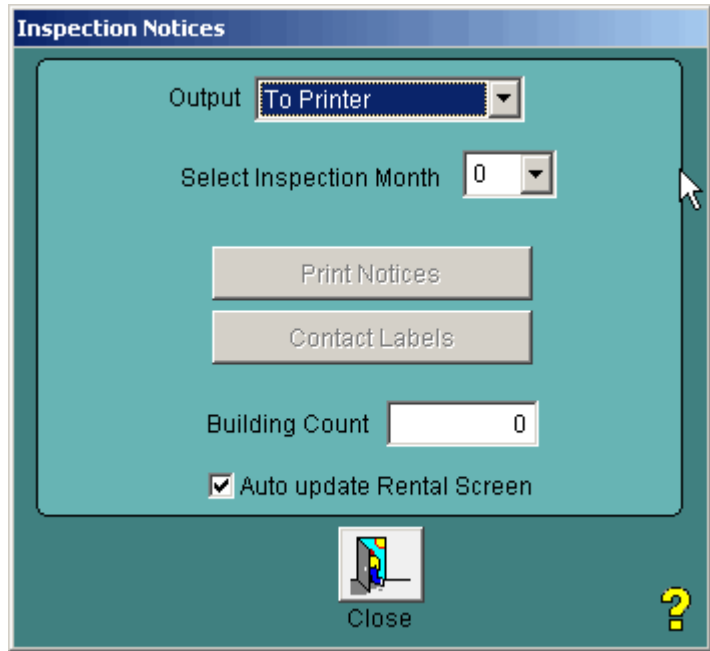 Inspection Notices
Output To Printer
Select Inspection Month 0
Print Notices
Contact Labels
Building Count 0
Auto update Rental Screen
Close
?